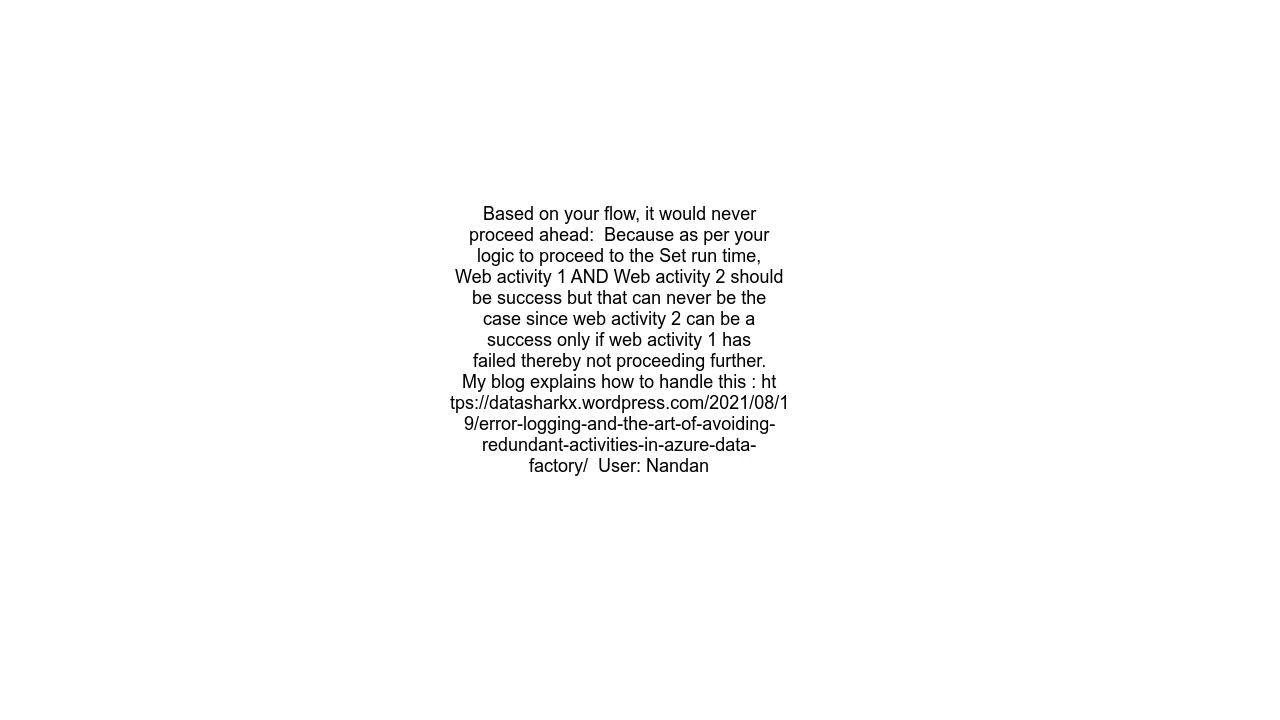 Based on your flow, it would never
proceed ahead:  Because as per your
logic to proceed to the Set run time,
Web activity 1 AND Web activity 2 should
be success but that can never be the
case since web activity 2 can be a
success only if web activity 1 has
failed thereby not proceeding further.
My blog explains how to handle this : ht
tps://datasharkx.wordpress.com/2021/08/1
9/error-logging-and-the-art-of-avoiding-
redundant-activities-in-azure-data-
factory/  User: Nandan